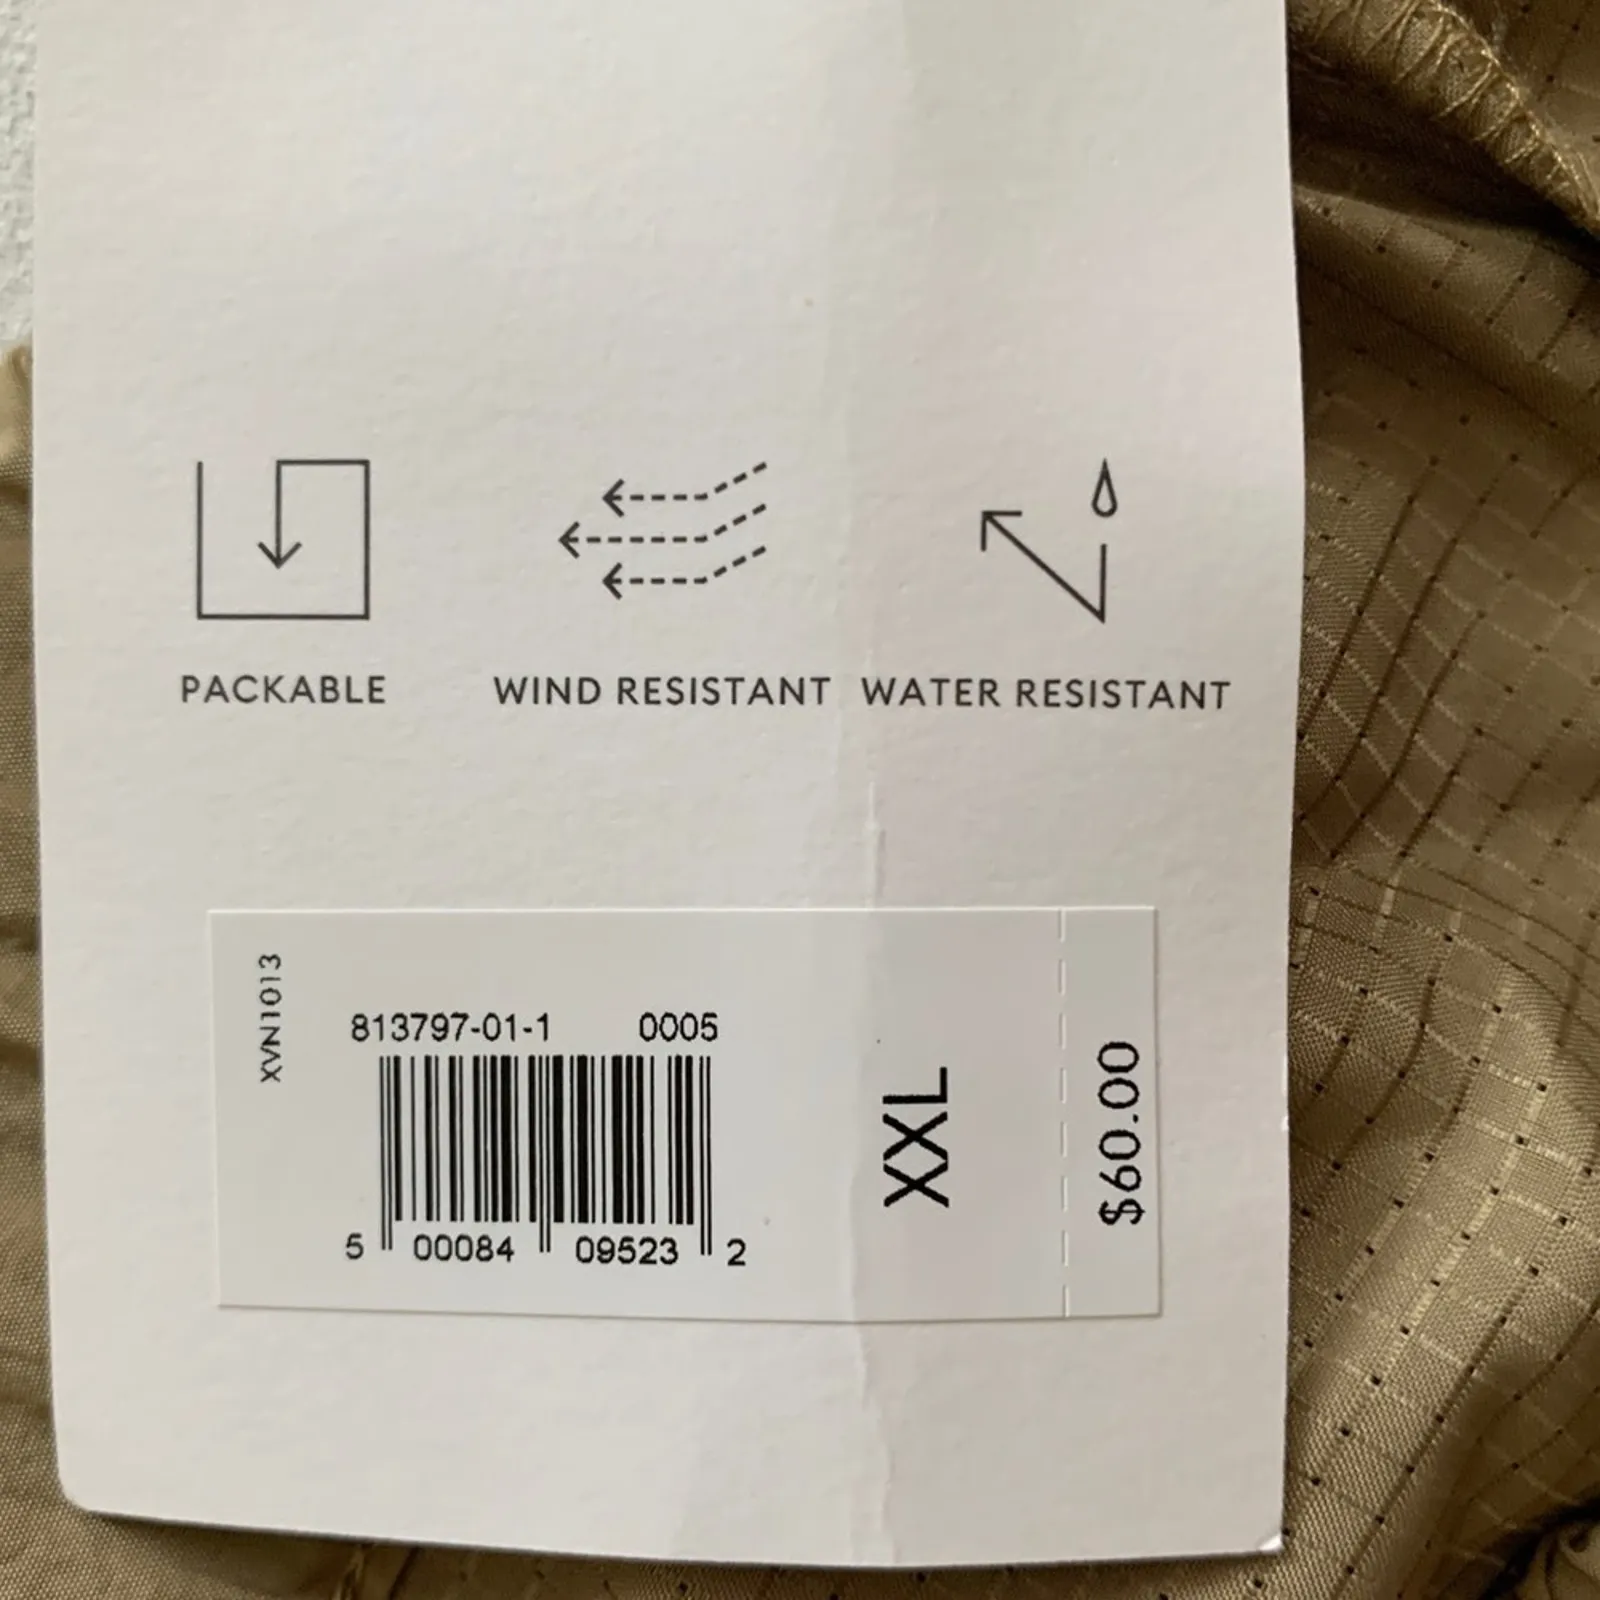 PACKABLE WIND RESISTANT WATER RESISTANT
XVN1013
813797-01-1 0005
5 00084 09523 2
XXL
$60.00